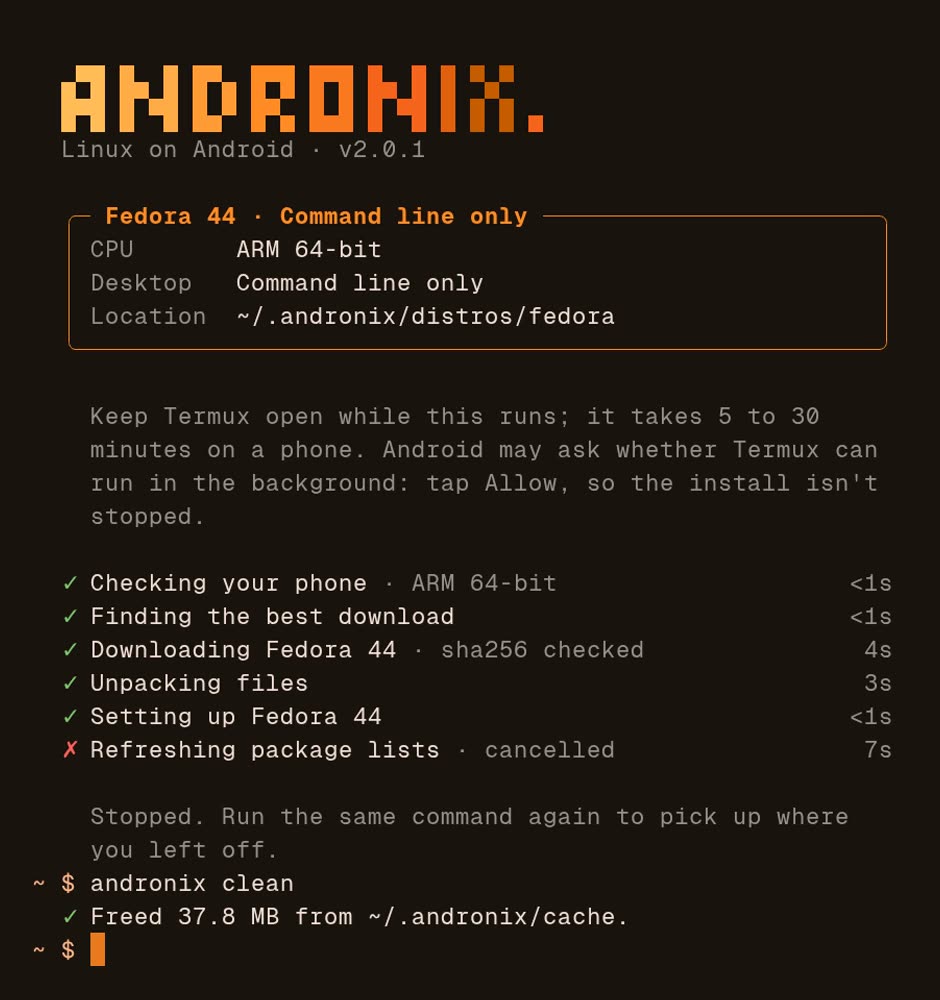 ANDRONIX.
Linux on Android · v2.0.1
Fedora 44 · Command line only
CPU ARM 64-bit
Desktop Command line only
Location ~/.andronix/distros/fedora
Keep Termux open while this runs; it takes 5 to 30
minutes on a phone. Android may ask whether Termux can
run in the background: tap Allow, so the install isn't
stopped.
✓ Checking your phone · ARM 64-bit <1s
✓ Finding the best download <1s
✓ Downloading Fedora 44 · sha256 checked 4s
✓ Unpacking files 3s
✓ Setting up Fedora 44 <1s
✗ Refreshing package lists · cancelled 7s
Stopped. Run the same command again to pick up where
you left off.
~ $ andronix clean
✓ Freed 37.8 MB from ~/.andronix/cache.
~ $